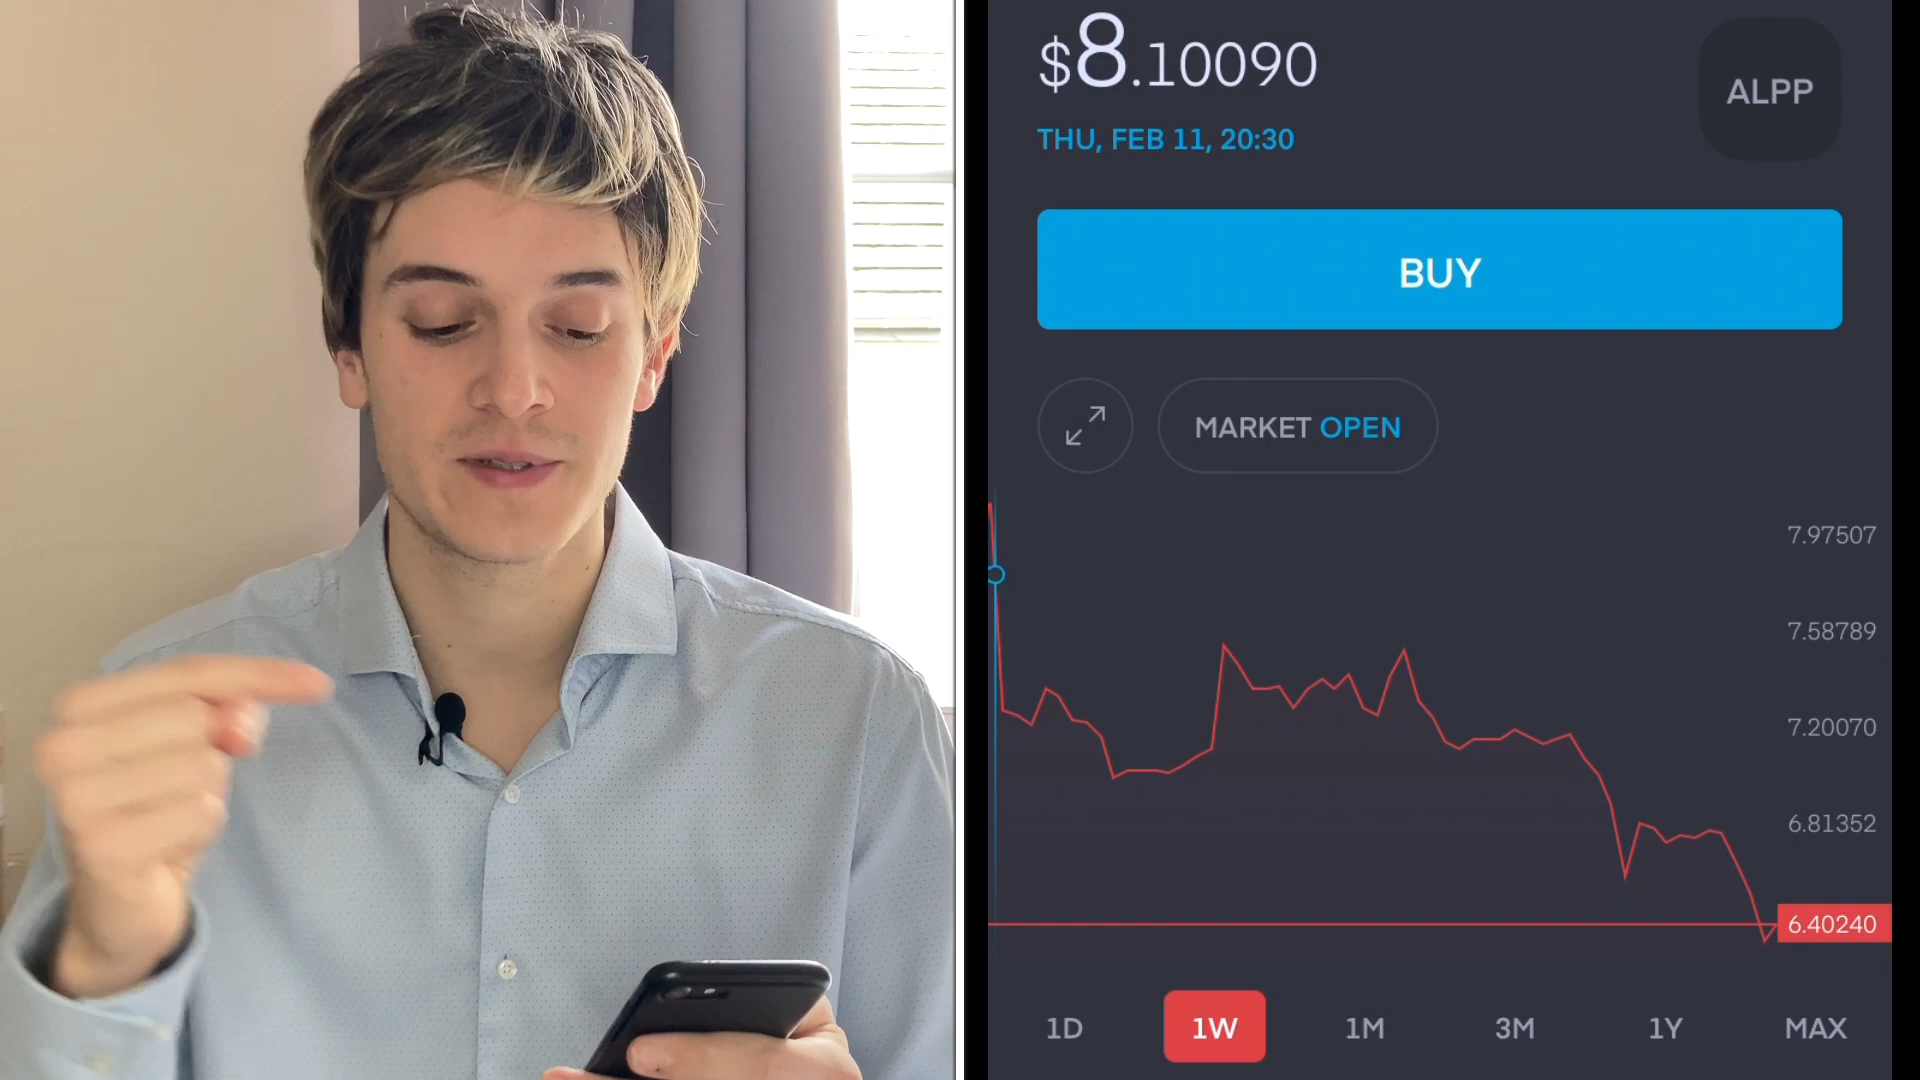 $8.10090
ALPP
THU, FEB 11, 20:30
BUY
MARKET OPEN
7.97507
7.58789
7.20070
6.81352
6.40240
1D 1W 1M 3M 1Y MAX